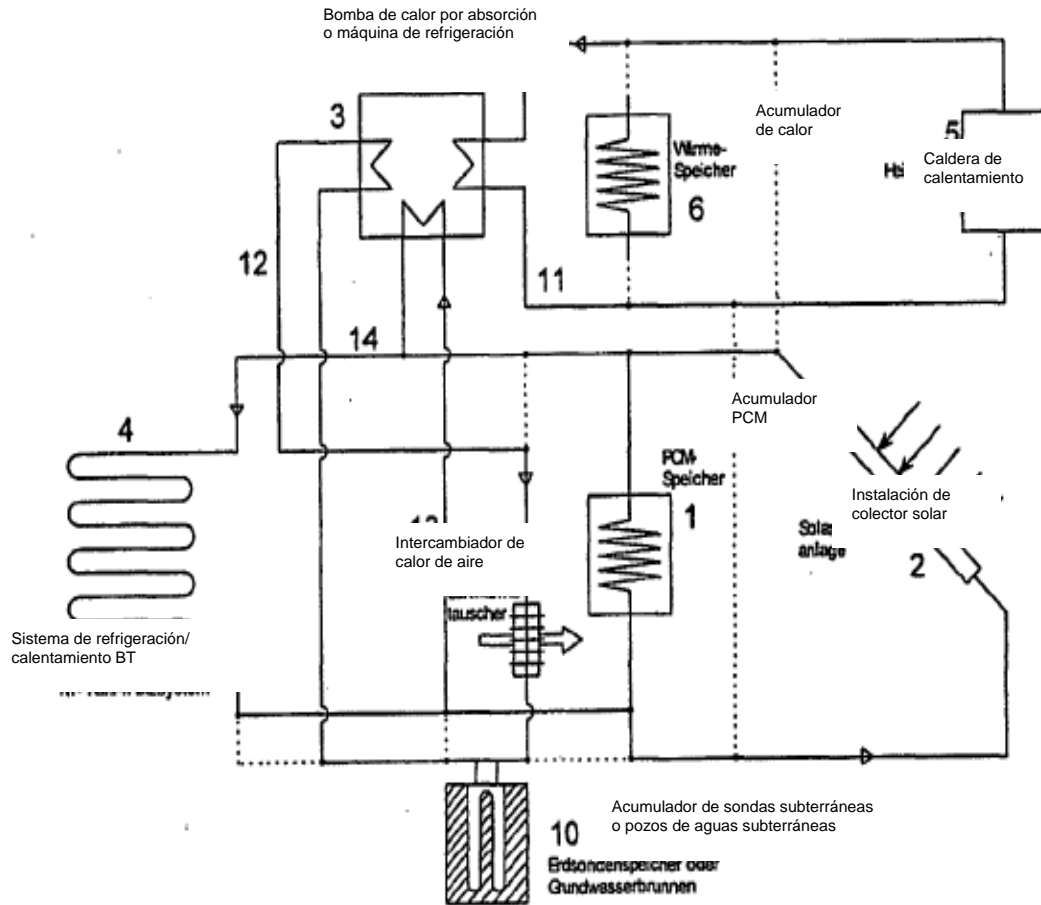 Bomba de calor por absorción
o máquina de refrigeración
3
Acumulador
de calor
5
Wärme-
Speicher
6
Caldera de
calentamiento
12
11
14
4
Acumulador
PCM
PCM-
Speicher
1
Instalación de
colector solar
anlage
2
Intercambiador de
calor de aire
tauscher
Sistema de refrigeración/
calentamiento BT
Acumulador de sondas subterráneas
o pozos de aguas subterráneas
10
Erdsondenspeicher oder
Grundwasserbrunnen